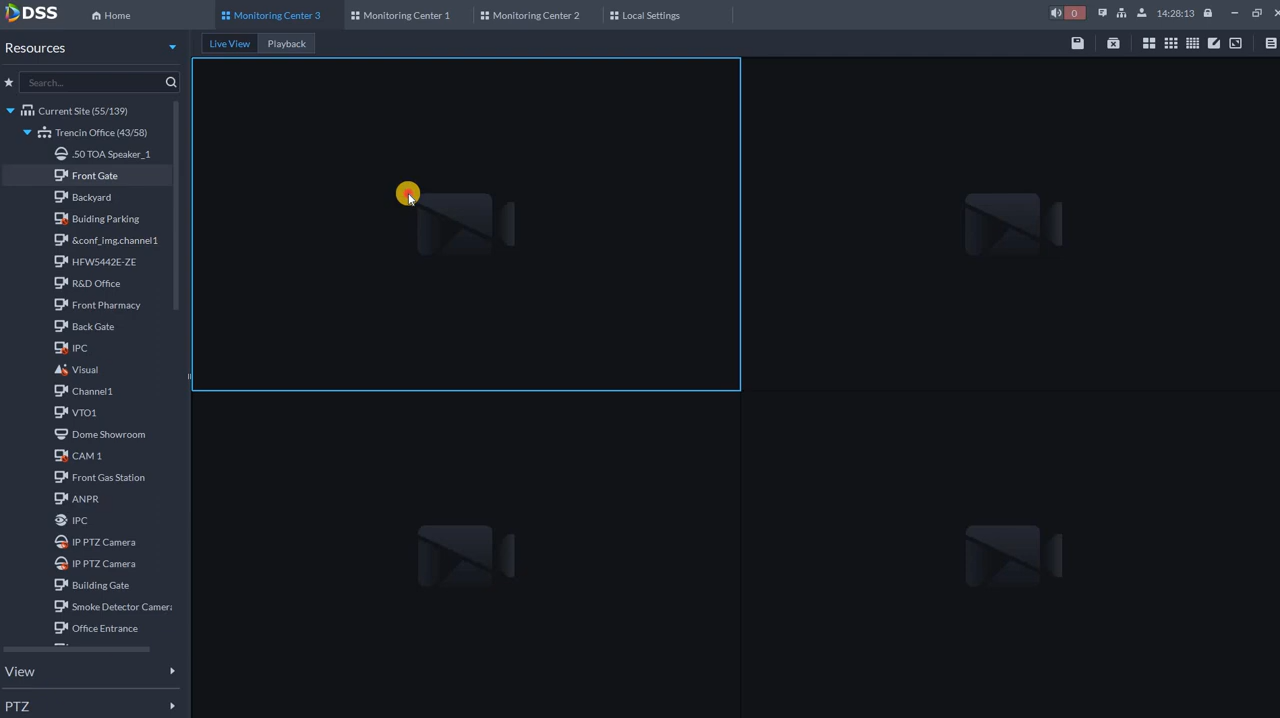 DSS Home Monitoring Center 3 Monitoring Center 1 Monitoring Center 2 Local Settings 0 14:28:13
Resources Live View Playback
Search...
Current Site (55/139)
Trencin Office (43/58)
.50 TOA Speaker_1
Front Gate
Backyard
Buiding Parking
&conf_img.channel1
HFW5442E-ZE
R&D Office
Front Pharmacy
Back Gate
IPC
Visual
Channel1
VTO1
Dome Showroom
CAM 1
Front Gas Station
ANPR
IPC
IP PTZ Camera
IP PTZ Camera
Building Gate
Smoke Detector Camera
Office Entrance
View
PTZ